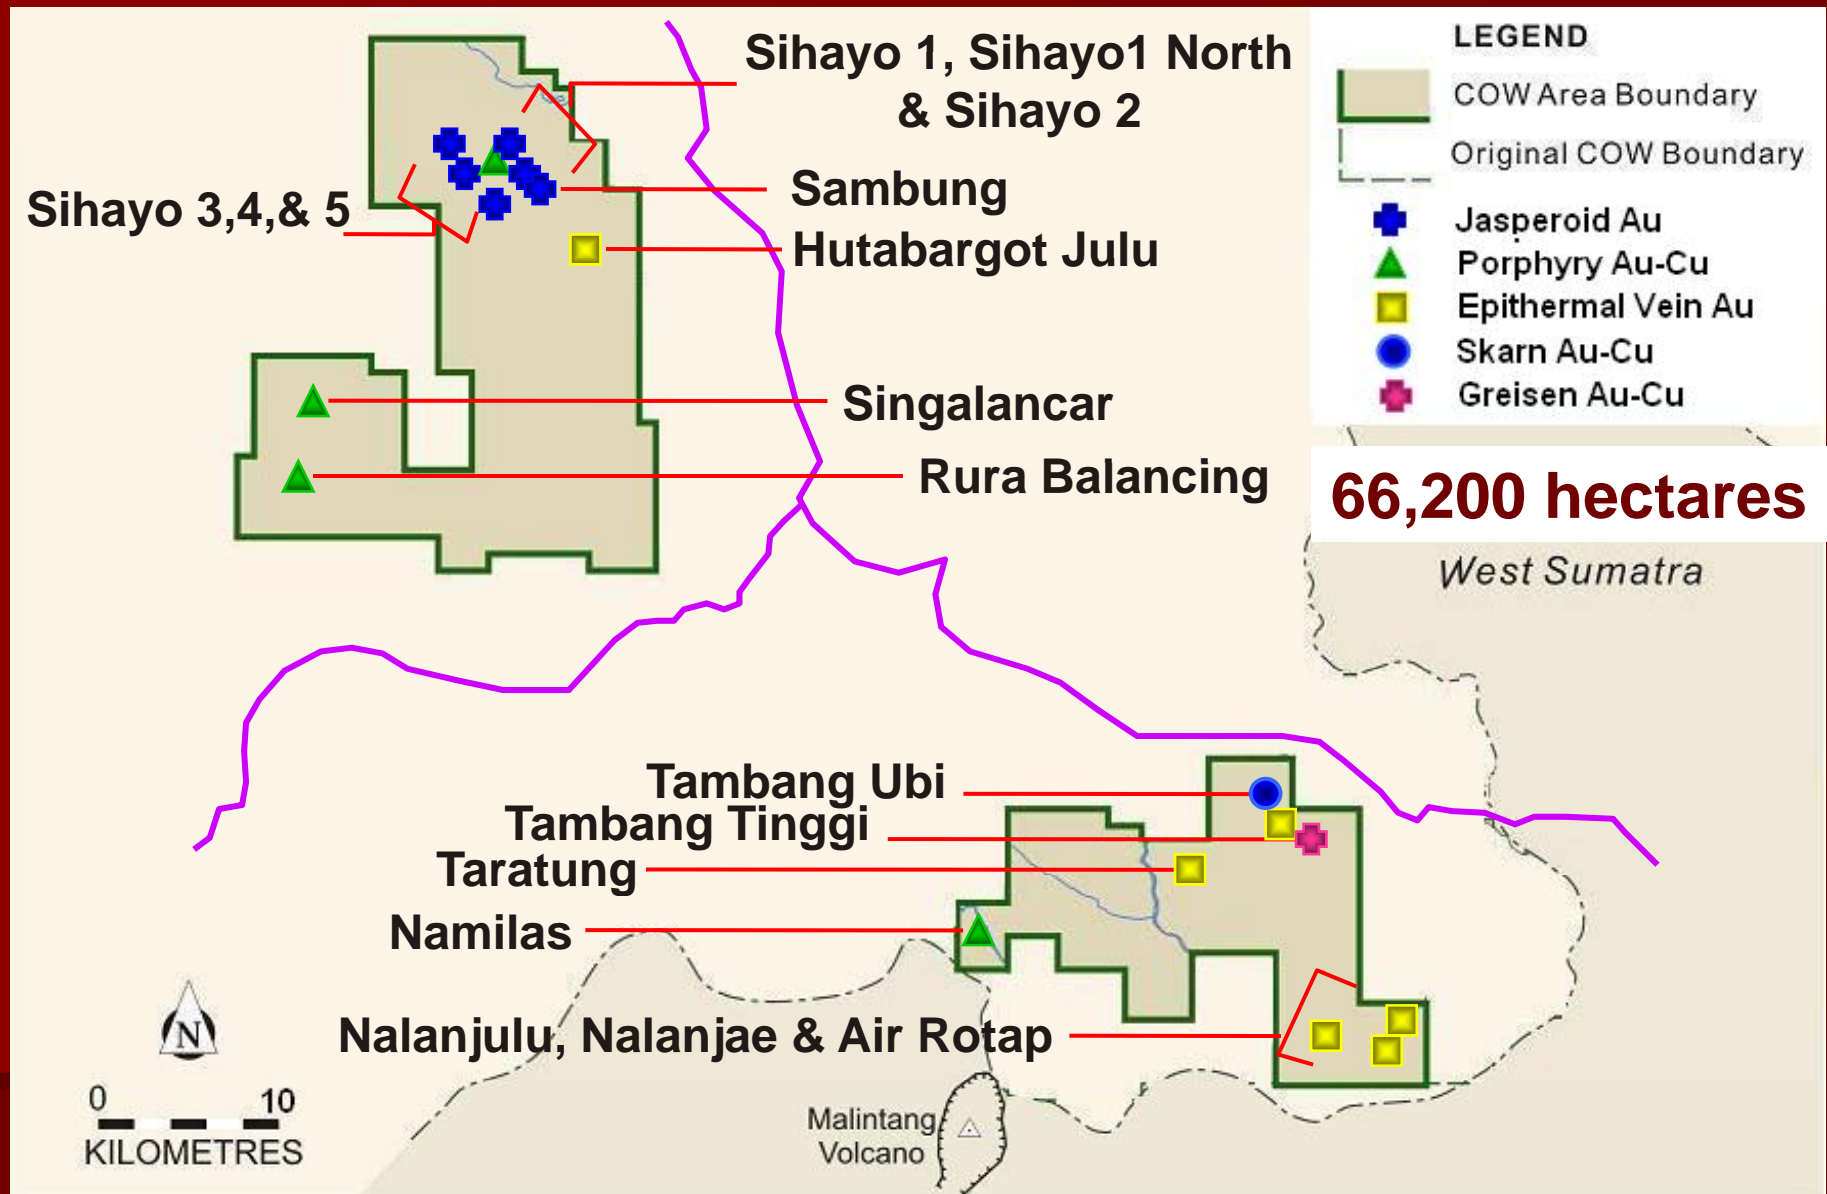 Sihayo 1, Sihayo1 North
& Sihayo 2
Sambung
Sihayo 3,4,& 5
Hutabargot Julu
Singalancar
Rura Balancing
LEGEND
COW Area Boundary
Original COW Boundary
Jasperoid Au
Porphyry Au-Cu
Epithermal Vein Au
Skarn Au-Cu
Greisen Au-Cu
66,200 hectares
West Sumatra
Tambang Ubi
Tambang Tinggi
Taratung
Namilas
Nalanjulu, Nalanjae & Air Rotap
N
0 10
KILOMETRES
Malintang
Volcano